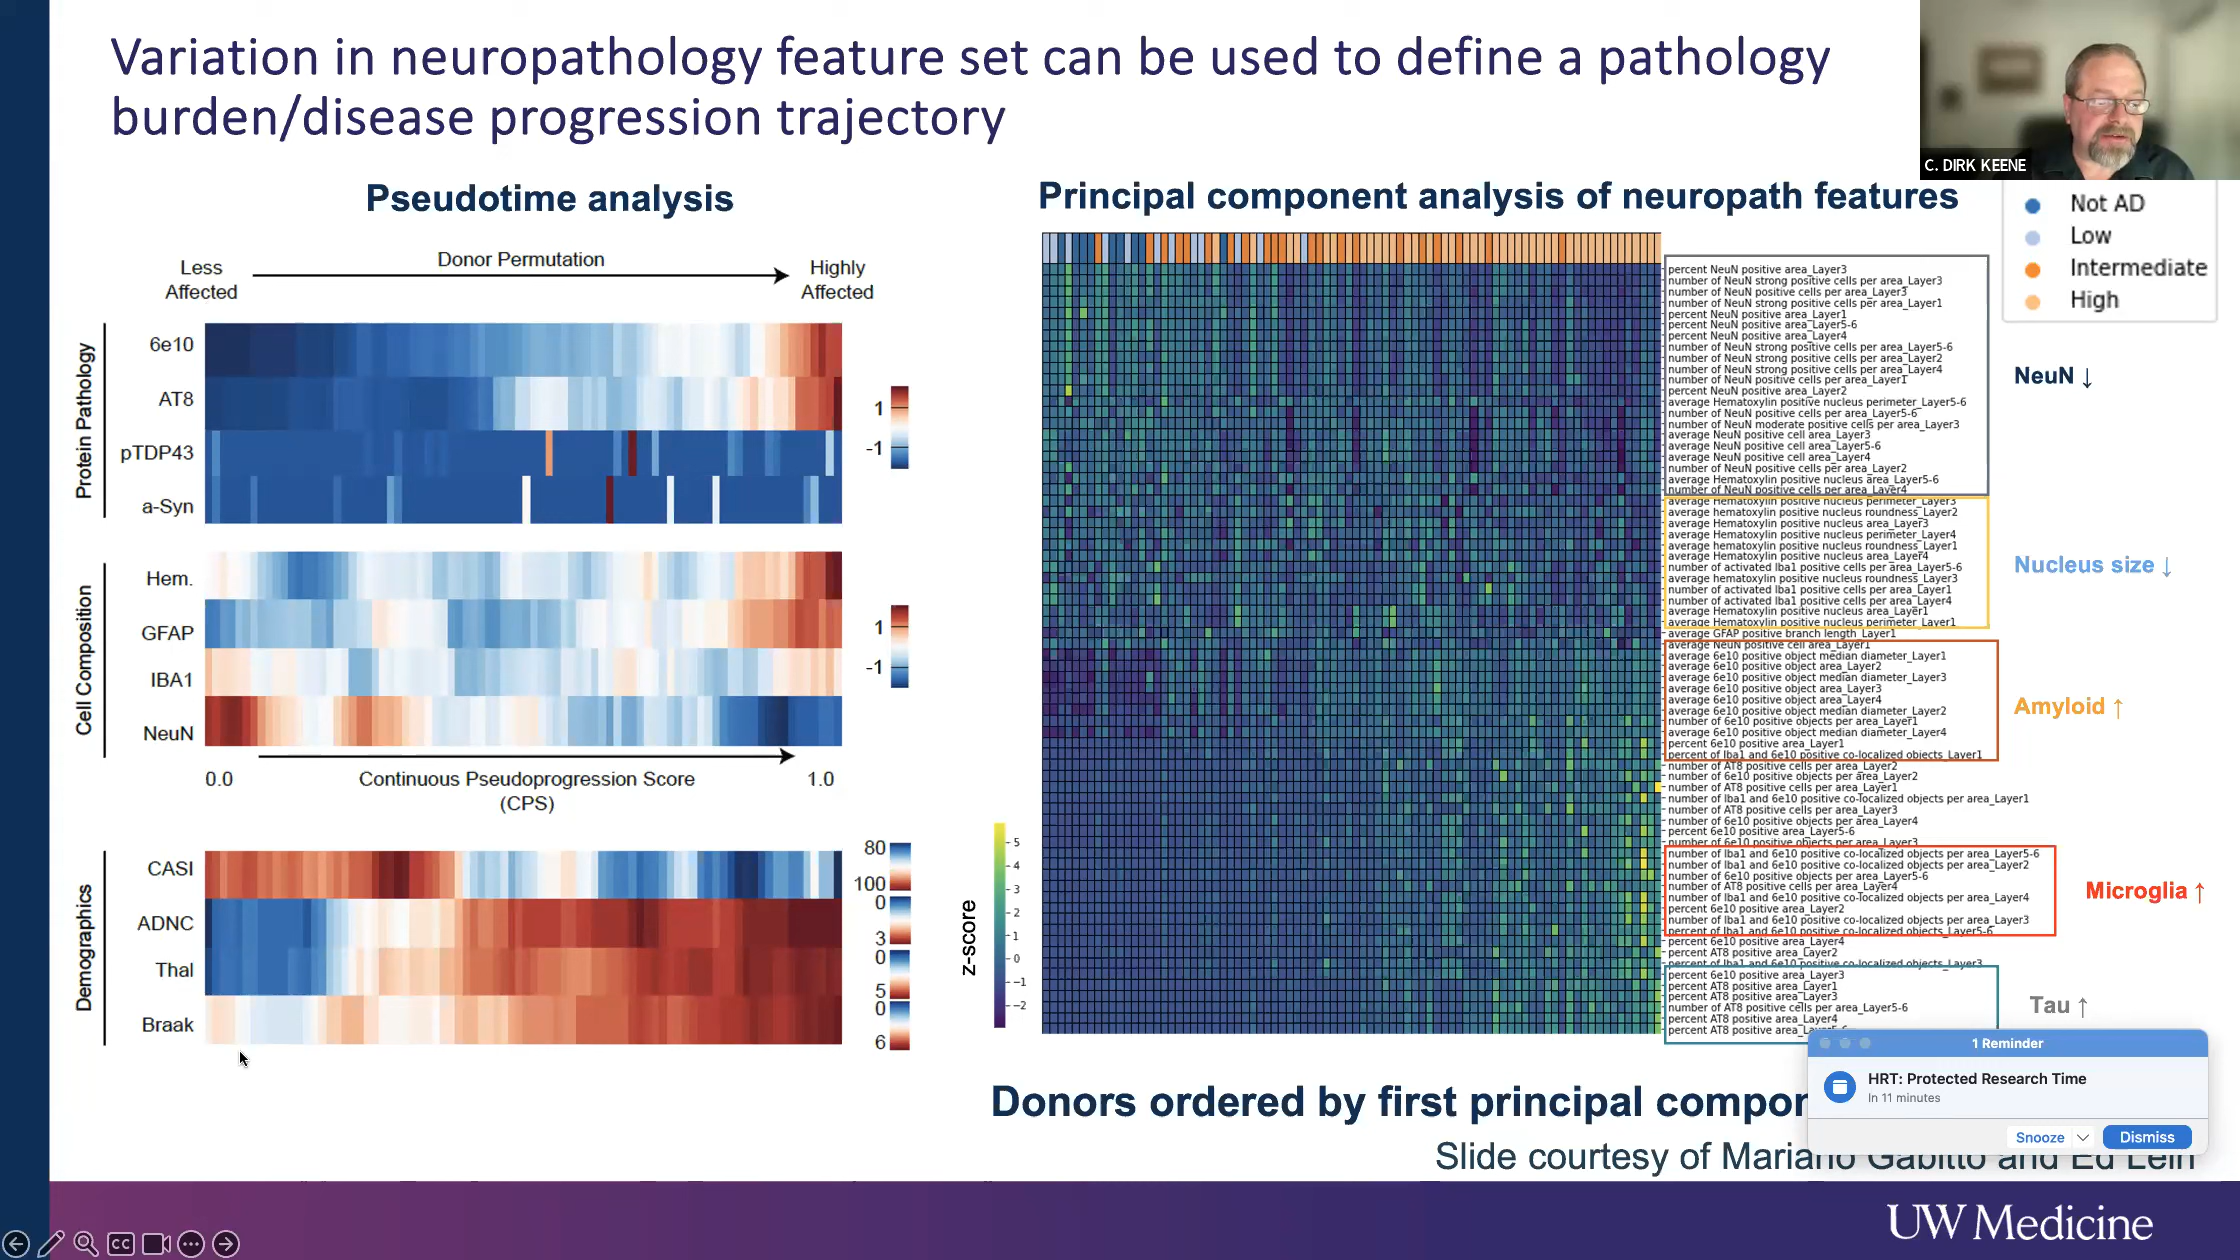 Variation in neuropathology feature set can be used to define a pathology
burden/disease progression trajectory
C. DIRK KEENE
Pseudotime analysis
Less
Affected
Donor Permutation
Highly
Affected
Protein Pathology
6e10
AT8
pTDP43
a-Syn
1
-1
Cell Composition
Hem.
GFAP
IBA1
NeuN
1
-1
0.0
Continuous Pseudoprogression Score
(CPS)
1.0
Demographics
CASI
ADNC
Thal
Braak
80
100
0
3
0
5
0
6
Principal component analysis of neuropath features
Not AD
Low
Intermediate
High
percent NeuN positive area_Layer3
number of NeuN strong positive cells per area_Layer3
number of NeuN positive cells per area_Layer3
number of NeuN strong positive cells per area_Layer1
percent NeuN positive area_Layer1
percent NeuN positive area_Layer5-6
percent NeuN positive area_Layer4
number of NeuN strong positive cells per area_Layer5-6
number of NeuN strong positive cells per area_Layer2
number of NeuN strong positive cells per area_Layer4
number of NeuN positive cells per area_Layer1
percent NeuN positive area_Layer2
average Hematoxylin positive nucleus perimeter_Layer5-6
number of NeuN positive cells per area_Layer5-6
number of NeuN moderate positive cells per area_Layer3
average NeuN positive cell area_Layer3
average NeuN positive cell area_Layer5-6
average NeuN positive cell area_Layer4
number of NeuN positive cells per area_Layer2
average Hematoxylin positive nucleus area_Layer5-6
number of NeuN positive cells per area_Layer4
average Hematoxylin positive nucleus perimeter_Layer3
average hematoxylin positive nucleus roundness_Layer2
average Hematoxylin positive nucleus area_Layer3
average Hematoxylin positive nucleus perimeter_Layer4
average hematoxylin positive nucleus roundness_Layer1
average Hematoxylin positive nucleus area_Layer4
number of activated Iba1 positive cells per area_Layer5-6
average hematoxylin positive nucleus roundness_Layer3
number of activated Iba1 positive cells per area_Layer1
number of activated Iba1 positive cells per area_Layer4
average Hematoxylin positive nucleus area_Layer1
average Hematoxylin positive nucleus perimeter_Layer1
average GFAP positive branch length_Layer1
average NeuN positive cell area_Layer1
average 6e10 positive object median diameter_Layer1
average 6e10 positive object area_Layer2
average 6e10 positive object median diameter_Layer3
average 6e10 positive object area_Layer3
average 6e10 positive object area_Layer4
average 6e10 positive object median diameter_Layer2
number of 6e10 positive objects per area_Layer1
average 6e10 positive object median diameter_Layer4
percent 6e10 positive area_Layer1
percent of Iba1 and 6e10 positive co-localized objects_Layer1
number of AT8 positive cells per area_Layer2
number of 6e10 positive objects per area_Layer2
number of AT8 positive cells per area_Layer1
number of Iba1 and 6e10 positive co-localized objects per area_Layer1
number of AT8 positive cells per area_Layer3
number of 6e10 positive objects per area_Layer4
percent 6e10 positive area_Layer5-6
number of 6e10 positive objects per area_Layer3
number of Iba1 and 6e10 positive co-localized objects per area_Layer5-6
number of Iba1 and 6e10 positive co-localized objects per area_Layer2
number of 6e10 positive objects per area_Layer5-6
number of AT8 positive cells per area_Layer4
number of Iba1 and 6e10 positive co-localized objects per area_Layer4
percent 6e10 positive area_Layer2
number of Iba1 and 6e10 positive co-localized objects per area_Layer3
percent of Iba1 and 6e10 positive co-localized objects_Layer5-6
percent 6e10 positive area_Layer4
percent AT8 positive area_Layer2
percent of Iba1 and 6e10 positive co-localized objects_Layer3
percent 6e10 positive area_Layer3
percent AT8 positive area_Layer1
percent AT8 positive area_Layer3
number of AT8 positive cells per area_Layer5-6
percent AT8 positive area_Layer4
percent AT8 positive
NeuN ↓
Nucleus size ↓
Amyloid ↑
Microglia ↑
Tau ↑
z-score
5
4
3
2
1
0
−1
−2
Donors ordered by first principal
Slide courtesy of Mariano Gabitto and Ed Lein
1 Reminder
HRT: Protected Research Time
In 11 minutes
Snooze
Dismiss
CC
UW Medicine